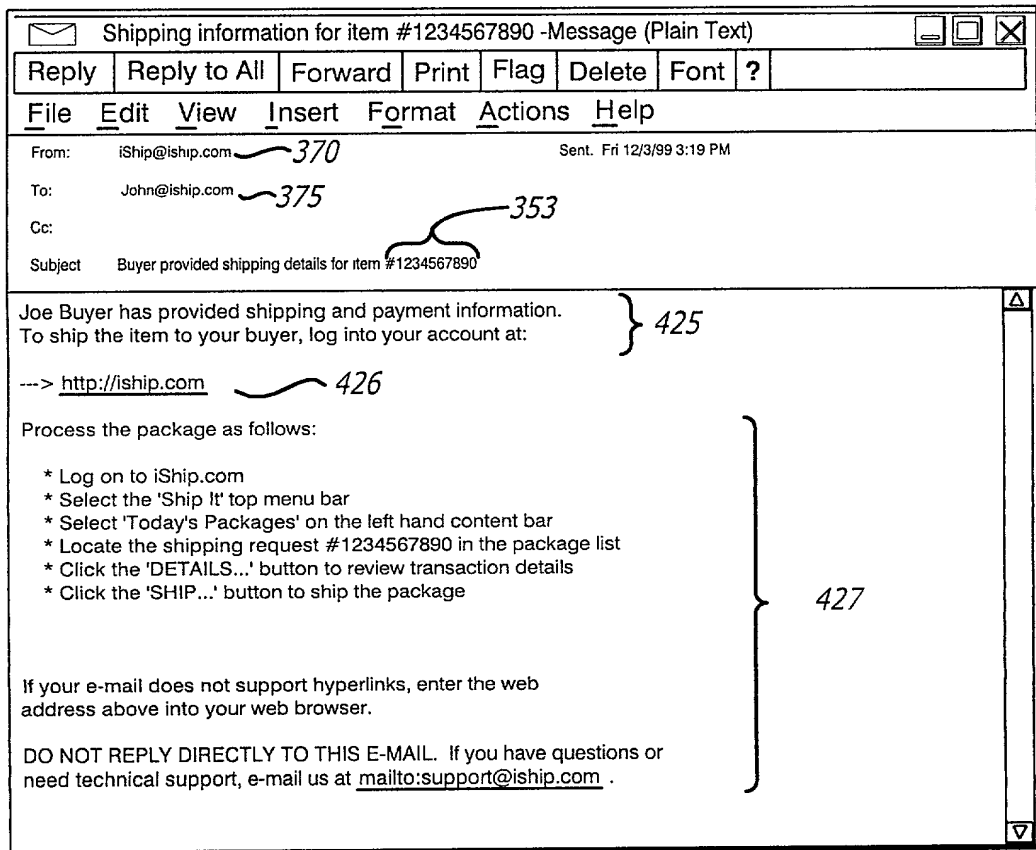 Shipping information for item #1234567890 -Message (Plain Text)
Reply Reply to All Forward Print Flag Delete Font ?
File Edit View Insert Format Actions Help
From: iShip@iship.com 370 Sent. Fri 12/3/99 3:19 PM
To: John@iship.com 375
353
Cc:
Subject Buyer provided shipping details for item #1234567890
Joe Buyer has provided shipping and payment information.
To ship the item to your buyer, log into your account at:
425
---> http://iship.com 426
Process the package as follows:
* Log on to iShip.com
* Select the 'Ship It' top menu bar
* Select 'Today's Packages' on the left hand content bar
* Locate the shipping request #1234567890 in the package list
* Click the 'DETAILS...' button to review transaction details
* Click the 'SHIP...' button to ship the package
427
If your e-mail does not support hyperlinks, enter the web
address above into your web browser.
DO NOT REPLY DIRECTLY TO THIS E-MAIL. If you have questions or
need technical support, e-mail us at mailto:support@iship.com .